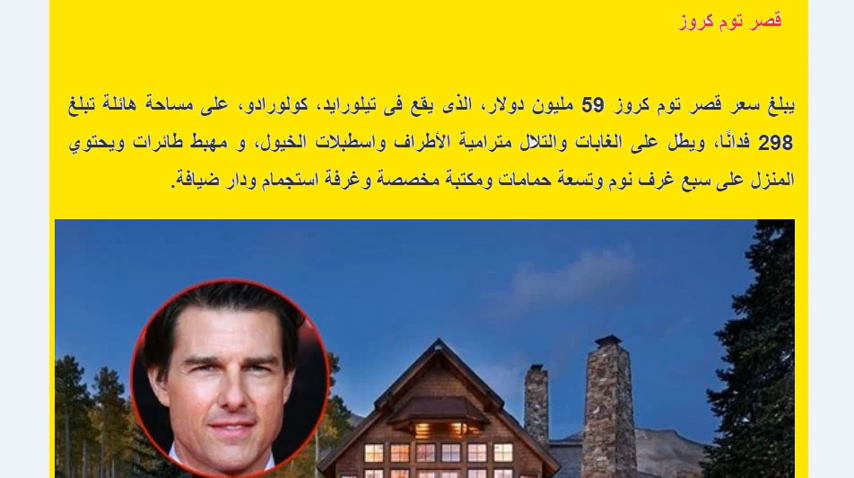 قصر توم كروز
يبلغ سعر قصر توم كروز 59 مليون دولار، الذى يقع فى تيلورايد، كولورادو، على مساحة هائلة تبلغ
298 فدانًا، ويطل على الغابات والتلال مترامية الأطراف واسطبلات الخيول، و مهبط طائرات ويحتوي
المنزل على سبع غرف نوم وتسعة حمامات ومكتبة مخصصة وغرفة استجمام ودار ضيافة.